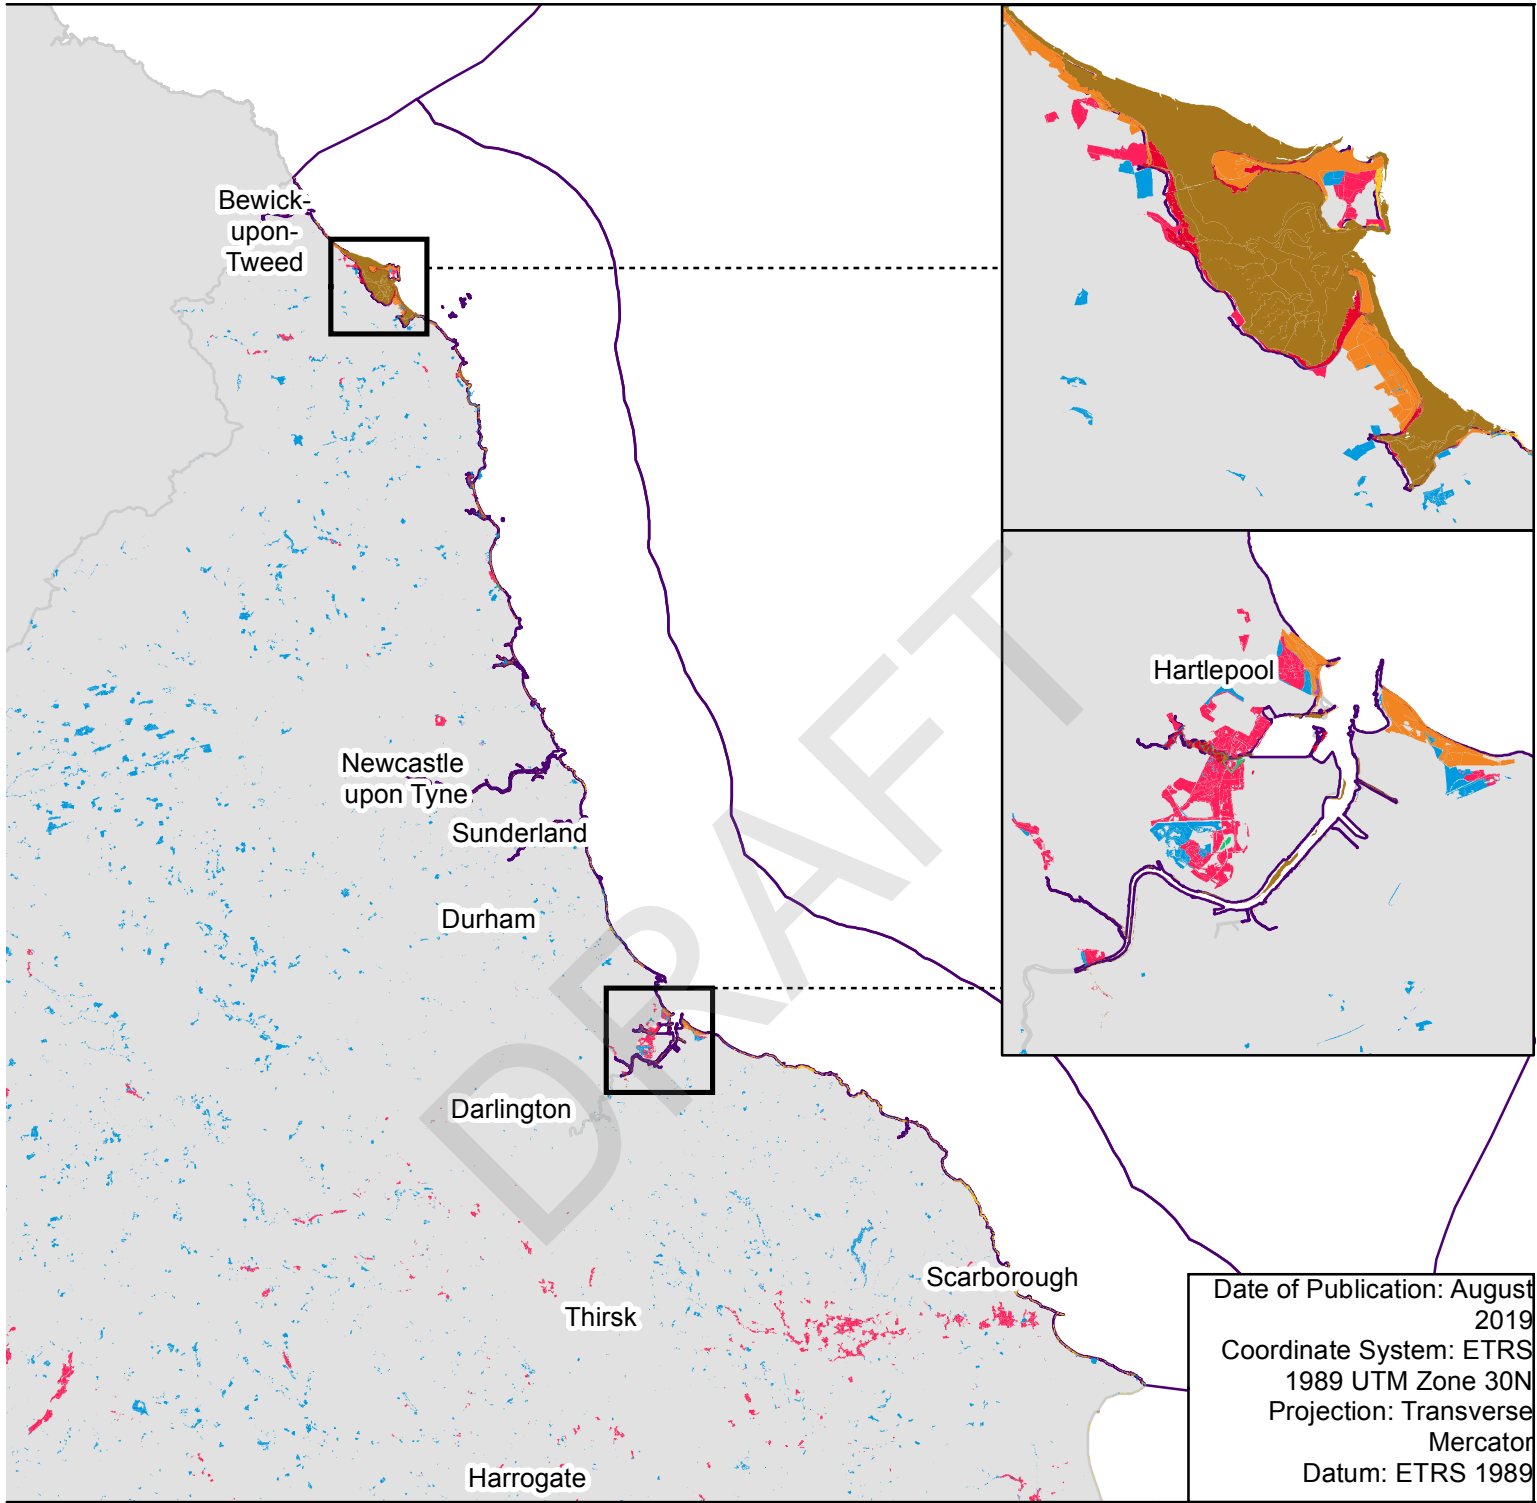 Bewick-
upon-
Tweed
Hartlepool
Newcastle
upon Tyne
Sunderland
Durham
DRAFT
Darlington
Scarborough
Thirsk
Harrogate
Date of Publication: August
2019
Coordinate System: ETRS
1989 UTM Zone 30N
Projection: Transverse
Mercator
Datum: ETRS 1989